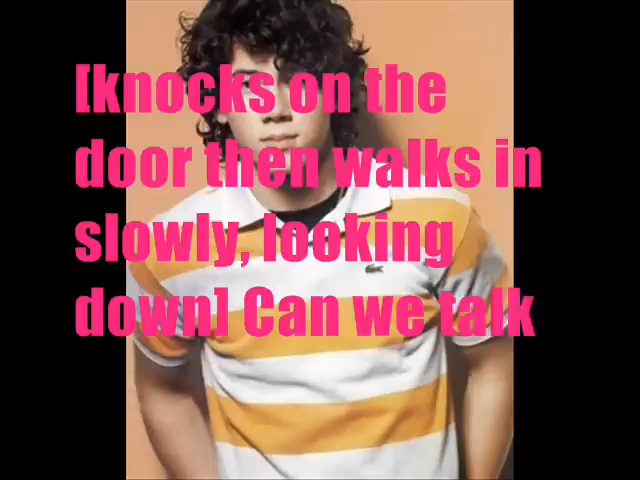 [knocks on the
door then walks in
slowly, looking
down] Can we talk